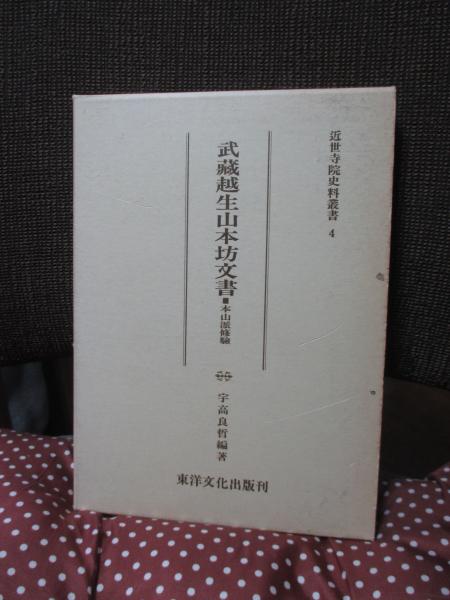 近世寺院史料叢書 4
武蔵越生山本坊文書■本山派修験
宇高良哲編著
東洋文化出版刊